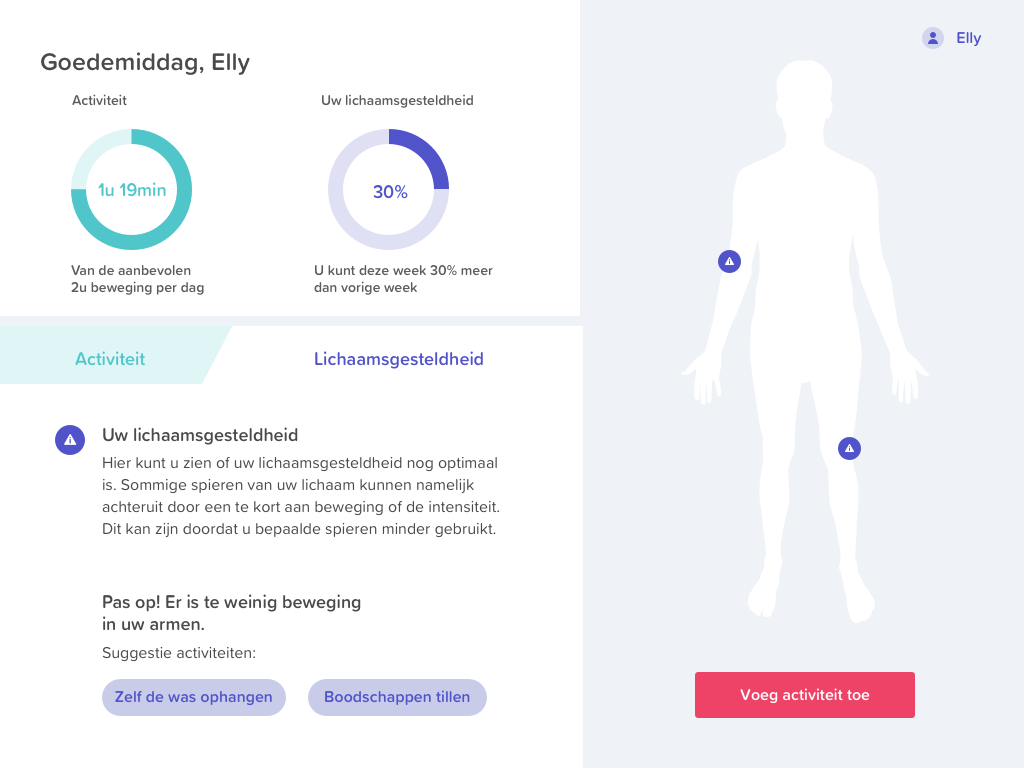 Elly
Goedemiddag, Elly
Activiteit
Uw lichaamsgesteldheid
1u 19min
30%
Van de aanbevolen
2u beweging per dag
U kunt deze week 30% meer
dan vorige week
Activiteit
Lichaamsgesteldheid
Uw lichaamsgesteldheid
Hier kunt u zien of uw lichaamsgesteldheid nog optimaal
is. Sommige spieren van uw lichaam kunnen namelijk
achteruit door een te kort aan beweging of de intensiteit.
Dit kan zijn doordat u bepaalde spieren minder gebruikt.
Pas op! Er is te weinig beweging
in uw armen.
Suggestie activiteiten:
Zelf de was ophangen
Boodschappen tillen
Voeg activiteit toe